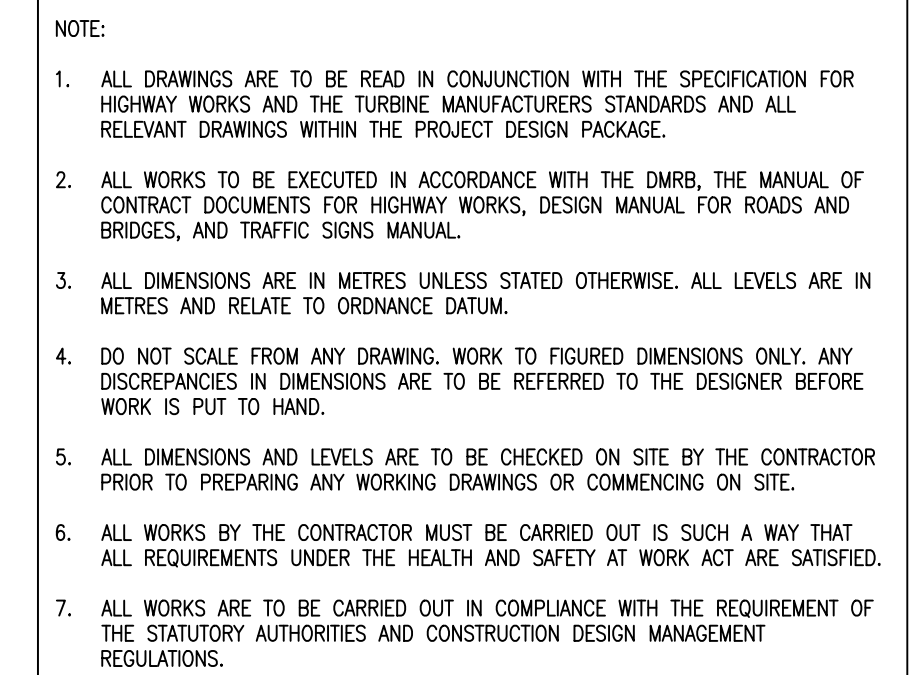 NOTE:
1. ALL DRAWINGS ARE TO BE READ IN CONJUNCTION WITH THE SPECIFICATION FOR
HIGHWAY WORKS AND THE TURBINE MANUFACTURERS STANDARDS AND ALL
RELEVANT DRAWINGS WITHIN THE PROJECT DESIGN PACKAGE.
2. ALL WORKS TO BE EXECUTED IN ACCORDANCE WITH THE DMRB, THE MANUAL OF
CONTRACT DOCUMENTS FOR HIGHWAY WORKS, DESIGN MANUAL FOR ROADS AND
BRIDGES, AND TRAFFIC SIGNS MANUAL.
3. ALL DIMENSIONS ARE IN METRES UNLESS STATED OTHERWISE. ALL LEVELS ARE IN
METRES AND RELATE TO ORDNANCE DATUM.
4. DO NOT SCALE FROM ANY DRAWING. WORK TO FIGURED DIMENSIONS ONLY. ANY
DISCREPANCIES IN DIMENSIONS ARE TO BE REFERRED TO THE DESIGNER BEFORE
WORK IS PUT TO HAND.
5. ALL DIMENSIONS AND LEVELS ARE TO BE CHECKED ON SITE BY THE CONTRACTOR
PRIOR TO PREPARING ANY WORKING DRAWINGS OR COMMENCING ON SITE.
6. ALL WORKS BY THE CONTRACTOR MUST BE CARRIED OUT IS SUCH A WAY THAT
ALL REQUIREMENTS UNDER THE HEALTH AND SAFETY AT WORK ACT ARE SATISFIED.
7. ALL WORKS ARE TO BE CARRIED OUT IN COMPLIANCE WITH THE REQUIREMENT OF
THE STATUTORY AUTHORITIES AND CONSTRUCTION DESIGN MANAGEMENT
REGULATIONS.